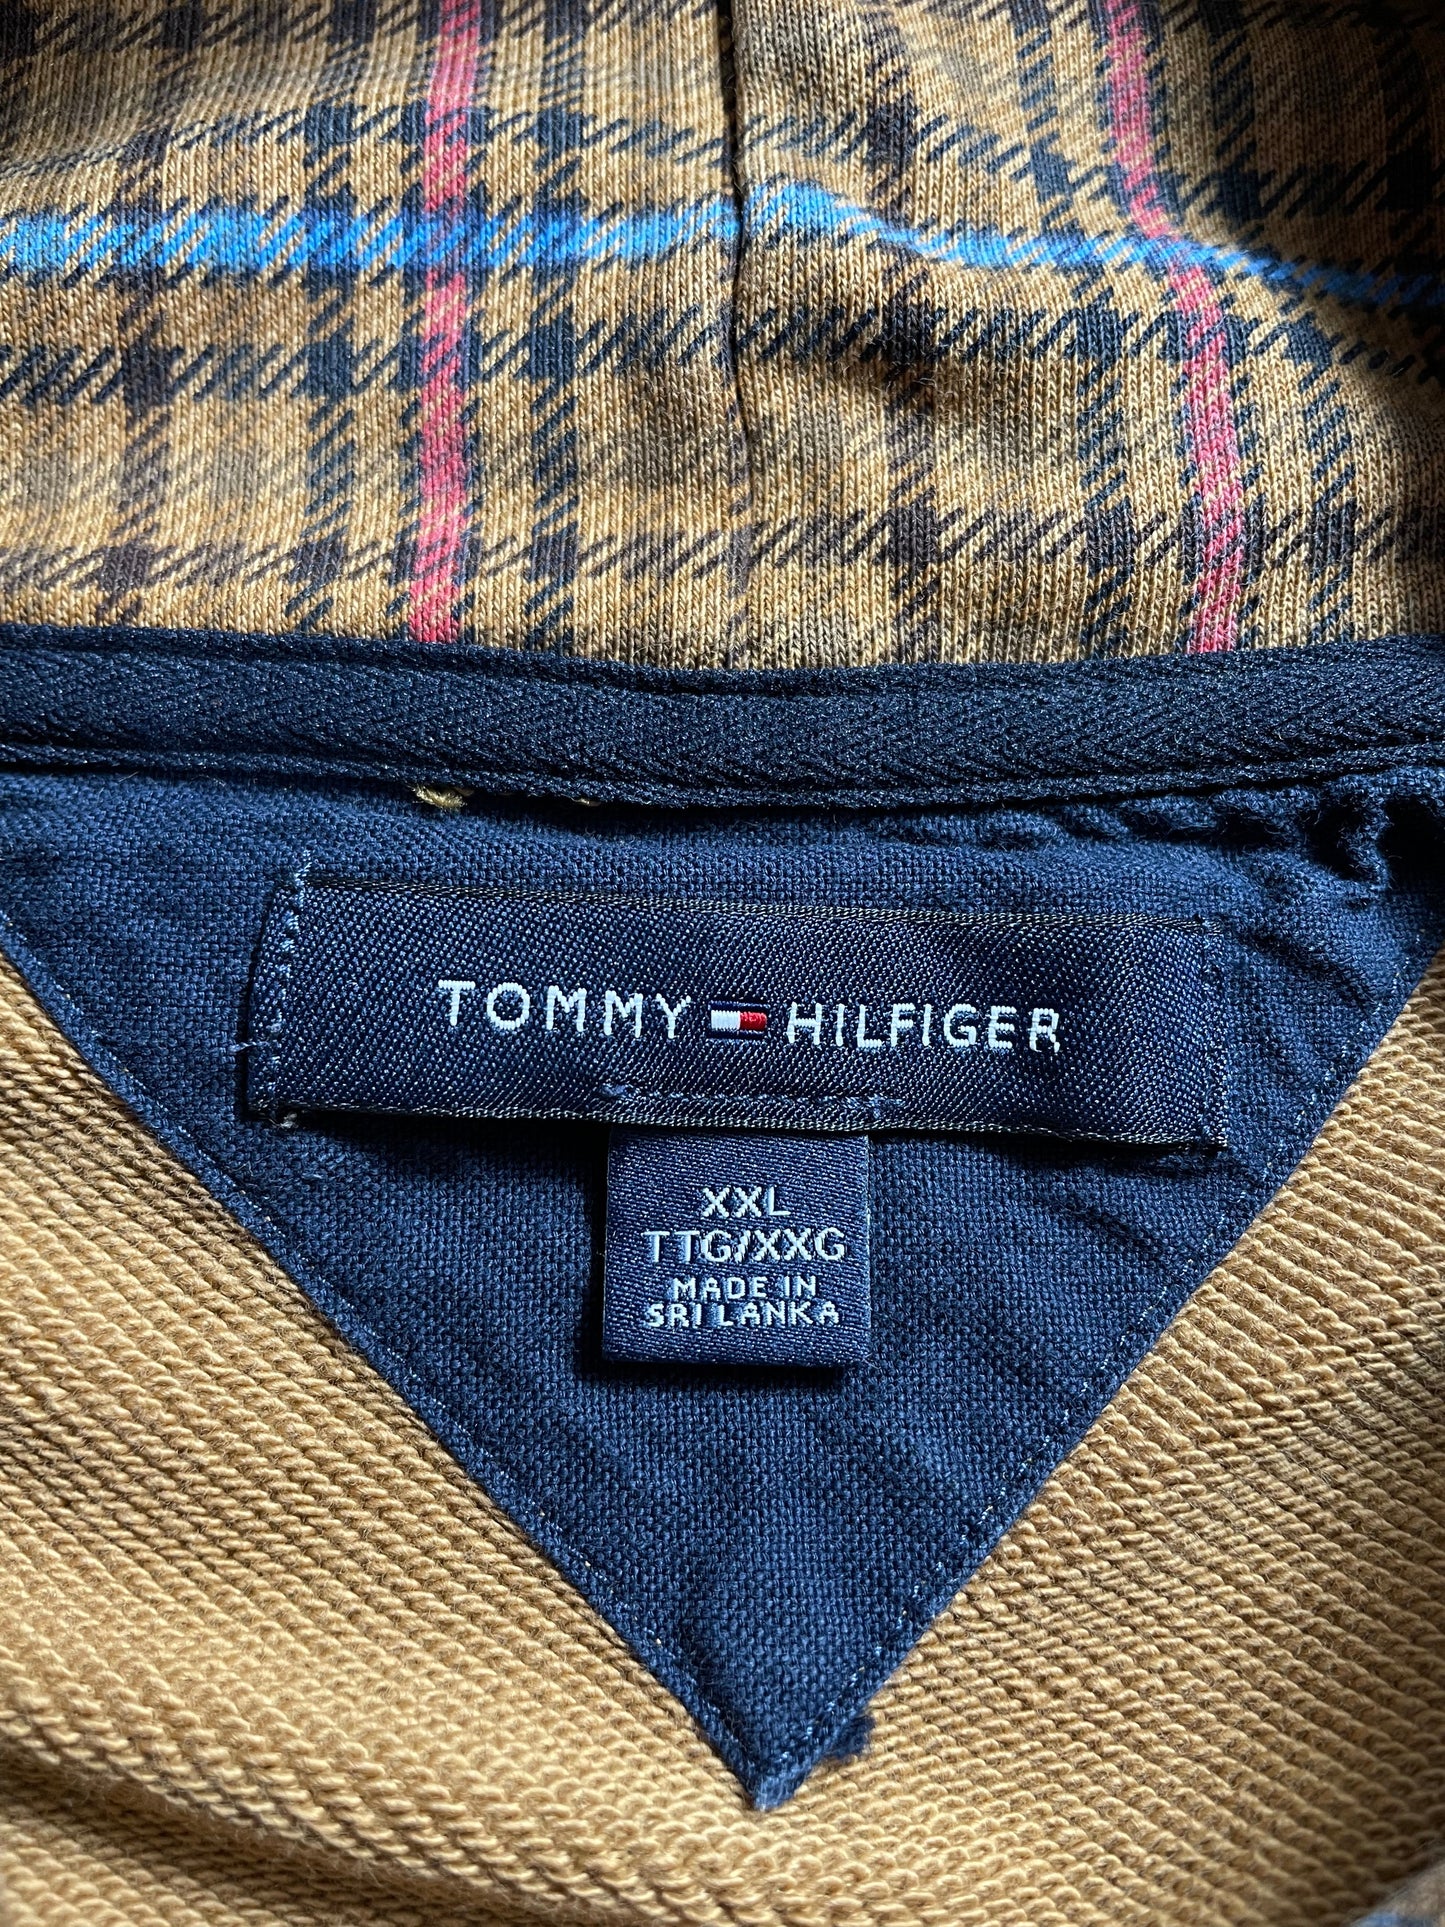 TOMMY HILFIGER
XXL
TTG/XXG
MADE IN
SRI LANKA